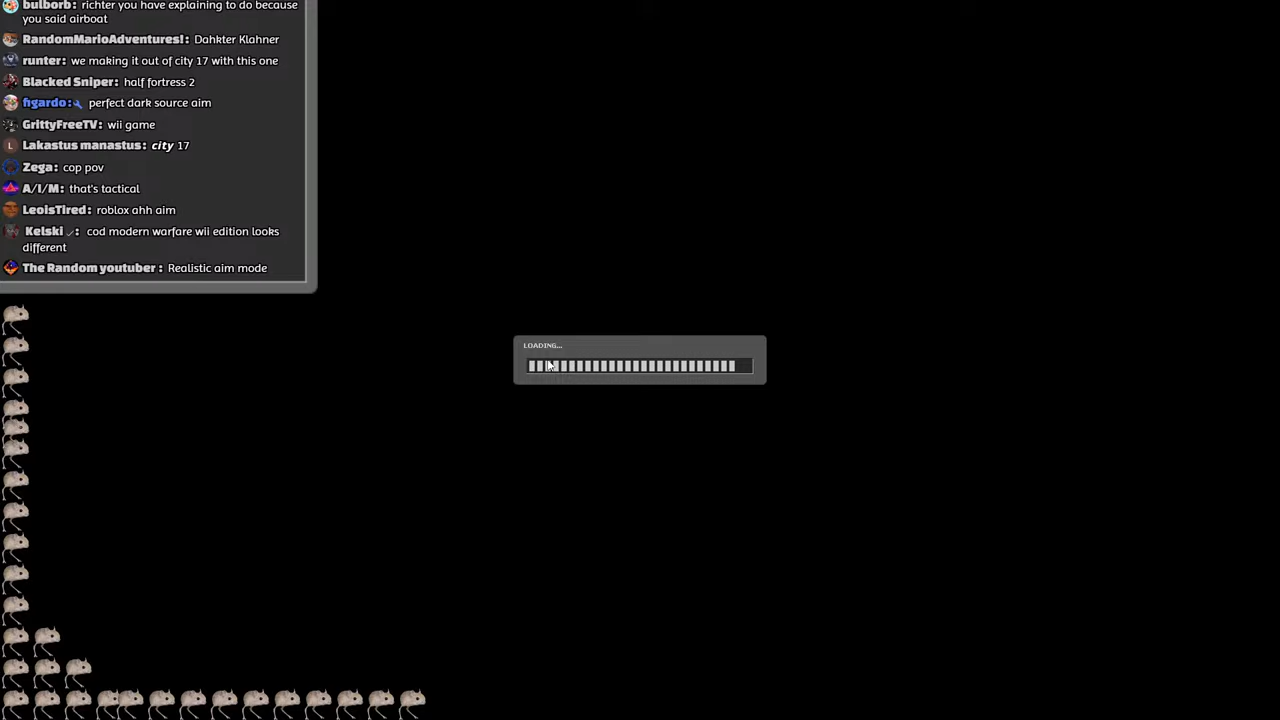 bulborb: richter you have explaining to do because
you said airboat
RandomMarioAdventures!: Dahkter Klahner
runter: we making it out of city 17 with this one
Blacked Sniper: half fortress 2
figardo: perfect dark source aim
GrittyFreeTV: wii game
L Lakastus manastus: city 17
Zega: cop pov
A/I/M: that's tactical
LeoisTired: roblox ahh aim
Kelski : cod modern warfare wii edition looks
different
The Random youtuber : Realistic aim mode
LOADING...